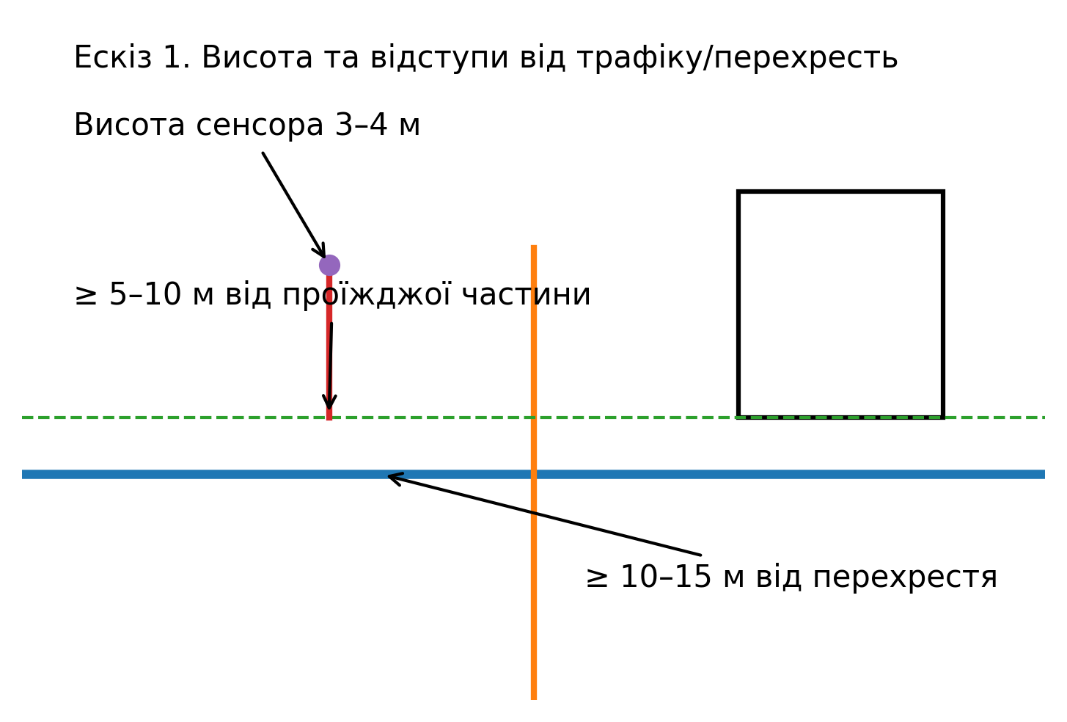 Ескіз 1. Висота та відступи від трафіку/перехресть
Висота сенсора 3–4 м
≥ 5–10 м від проїжджої частини
≥ 10–15 м від перехрестя